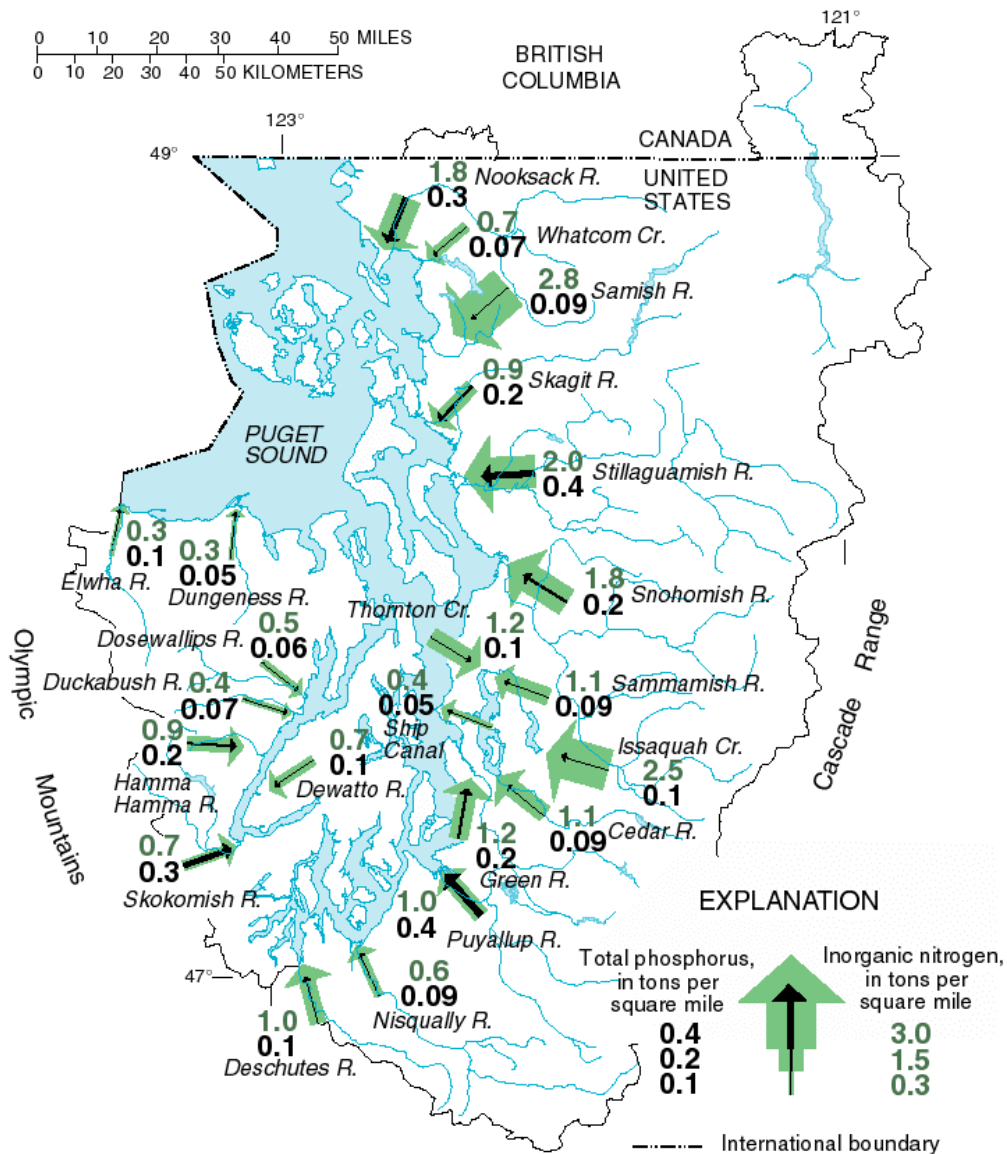 0 10 20 30 40 50 MILES
0 10 20 30 40 50 KILOMETERS
121°
BRITISH
COLUMBIA
123°
49°
CANADA
UNITED
STATES
1.8
0.3
Nooksack R.
0.7
0.07
Whatcom Cr.
2.8
0.09
Samish R.
0.9
0.2
Skagit R.
PUGET
SOUND
2.0
0.4
Stillaguamish R.
0.3
0.1
Elwha R.
0.3
0.05
Dungeness R.
1.8
0.2
Snohomish R.
Thornton Cr.
1.2
0.1
Dosewallips R.
0.5
0.06
Duckabush R.
0.4
0.07
0.4
0.05
Ship
Canal
1.1
0.09
Sammamish R.
Olympic
Mountains
Cascade Range
0.9
0.2
Hamma
Hamma R.
0.7
0.1
Dewatto R.
Issaquah Cr.
2.5
0.1
1.1
0.09
Cedar R.
1.2
0.2
Green R.
0.7
0.3
Skokomish R.
1.0
0.4
Puyallup R.
47°
0.6
0.09
Nisqually R.
1.0
0.1
Deschutes R.
EXPLANATION
Total phosphorus,
in tons per
square mile
0.4
0.2
0.1
Inorganic nitrogen,
in tons per
square mile
3.0
1.5
0.3
International boundary